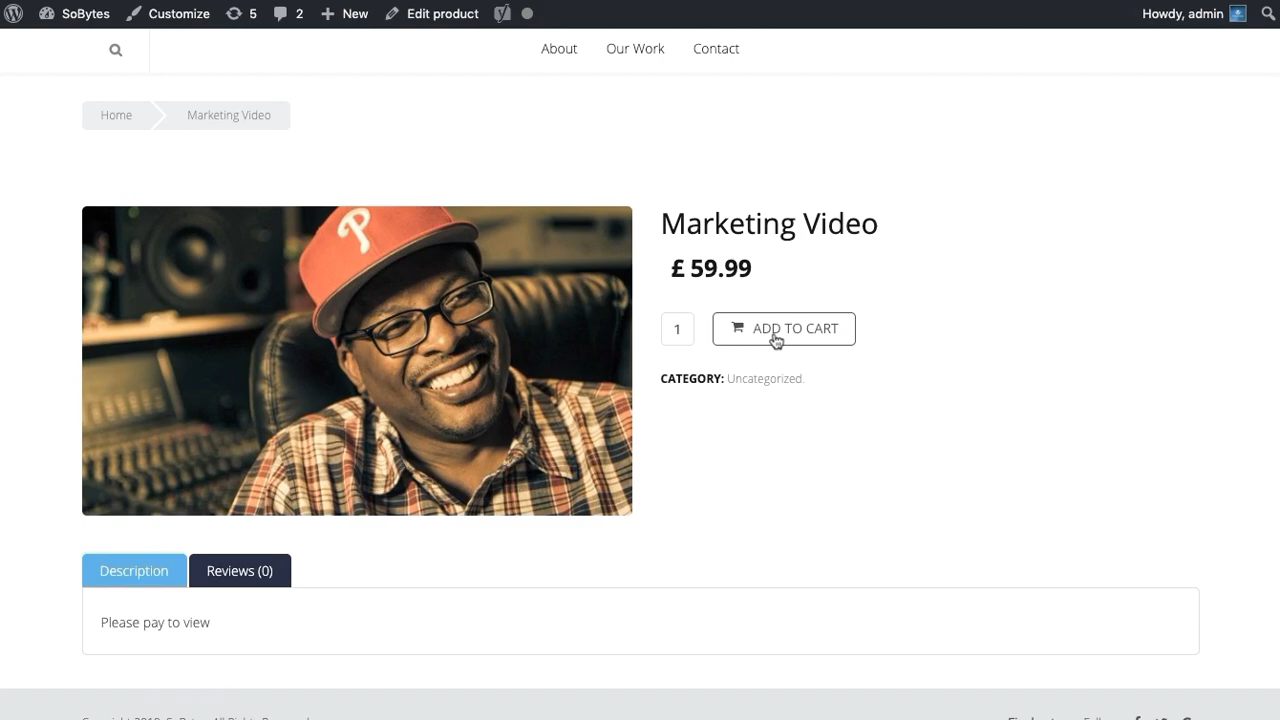 SoBytes Customize 5 2 New Edit product Howdy, admin
About Our Work Contact
Home Marketing Video
P
Marketing Video
£ 59.99
1 ADD TO CART
CATEGORY: Uncategorized.
Description Reviews (0)
Please pay to view